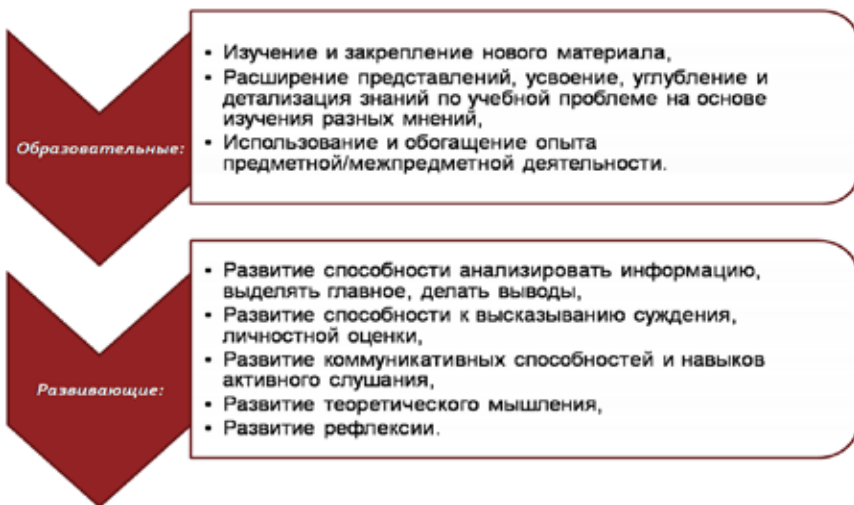 Образовательные:
• Изучение и закрепление нового материала,
• Расширение представлений, усвоение, углубление и
детализация знаний по учебной проблеме на основе
изучения разных мнений,
• Использование и обогащение опыта
предметной/межпредметной деятельности.
Развивающие:
• Развитие способности анализировать информацию,
выделять главное, делать выводы,
• Развитие способности к высказыванию суждения,
личностной оценки,
• Развитие коммуникативных способностей и навыков
активного слушания,
• Развитие теоретического мышления,
• Развитие рефлексии.